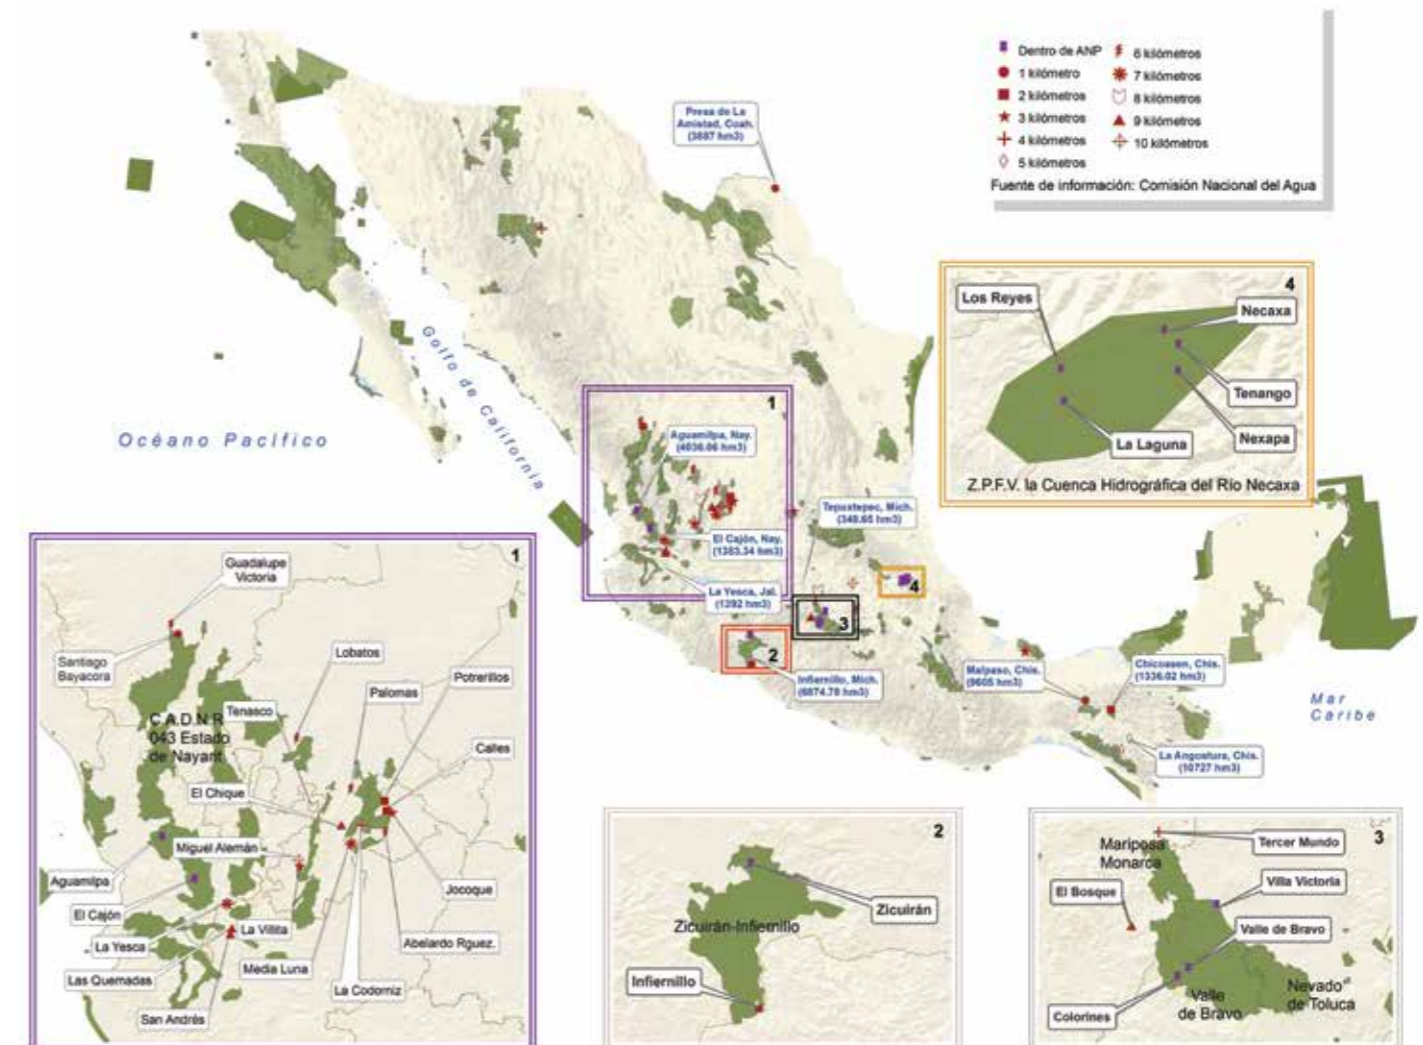 Dentro de ANP
1 kilómetro
2 kilómetros
3 kilómetros
4 kilómetros
5 kilómetros
6 kilómetros
7 kilómetros
8 kilómetros
9 kilómetros
10 kilómetros
Fuente de información: Comisión Nacional del Agua
Presa de La
Amistad, Coah.
(3887 hm3)
Golfo de California
Océano Pacífico
1
Aguamilpa, Nay.
(4036.06 hm3)
El Cajón, Nay.
(1383.34 hm3)
La Yesca, Jal.
(1392 hm3)
Tepuxtepec, Mich.
(348.65 hm3)
4
3
2
Infiernillo, Mich.
(6874.78 hm3)
Malpaso, Chis.
(9605 hm3)
Chicoasen, Chis.
(1336.02 hm3)
La Angostura, Chis.
(10727 hm3)
Mar
Caribe
4
Los Reyes
Necaxa
Tenango
La Laguna
Nexapa
Z.P.F.V. la Cuenca Hidrográfica del Río Necaxa
1
Guadalupe
Victoria
Santiago
Bayacora
Lobatos
Palomas
Potrerillos
Tenasco
C.A.D.N.R.
043 Estado
de Nayarit
Calles
El Chique
Miguel Alemán
Aguamilpa
El Cajón
Jocoque
La Yesca
La Villita
Abelardo Rguez.
Las Quemadas
Media Luna
La Codorniz
San Andrés
2
Zicuirán
Zicuirán-Infiernillo
Infiernillo
3
Mariposa
Monarca
Tercer Mundo
El Bosque
Villa Victoria
Valle de Bravo
Colorines
Valle
de Bravo
Nevado
de Toluca